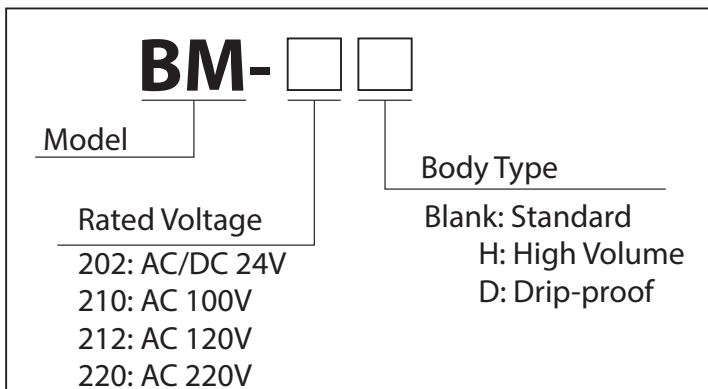 BM-
Model
Rated Voltage
202: AC/DC 24V
210: AC 100V
212: AC 120V
220: AC 220V
Body Type
Blank: Standard
H: High Volume
D: Drip-proof